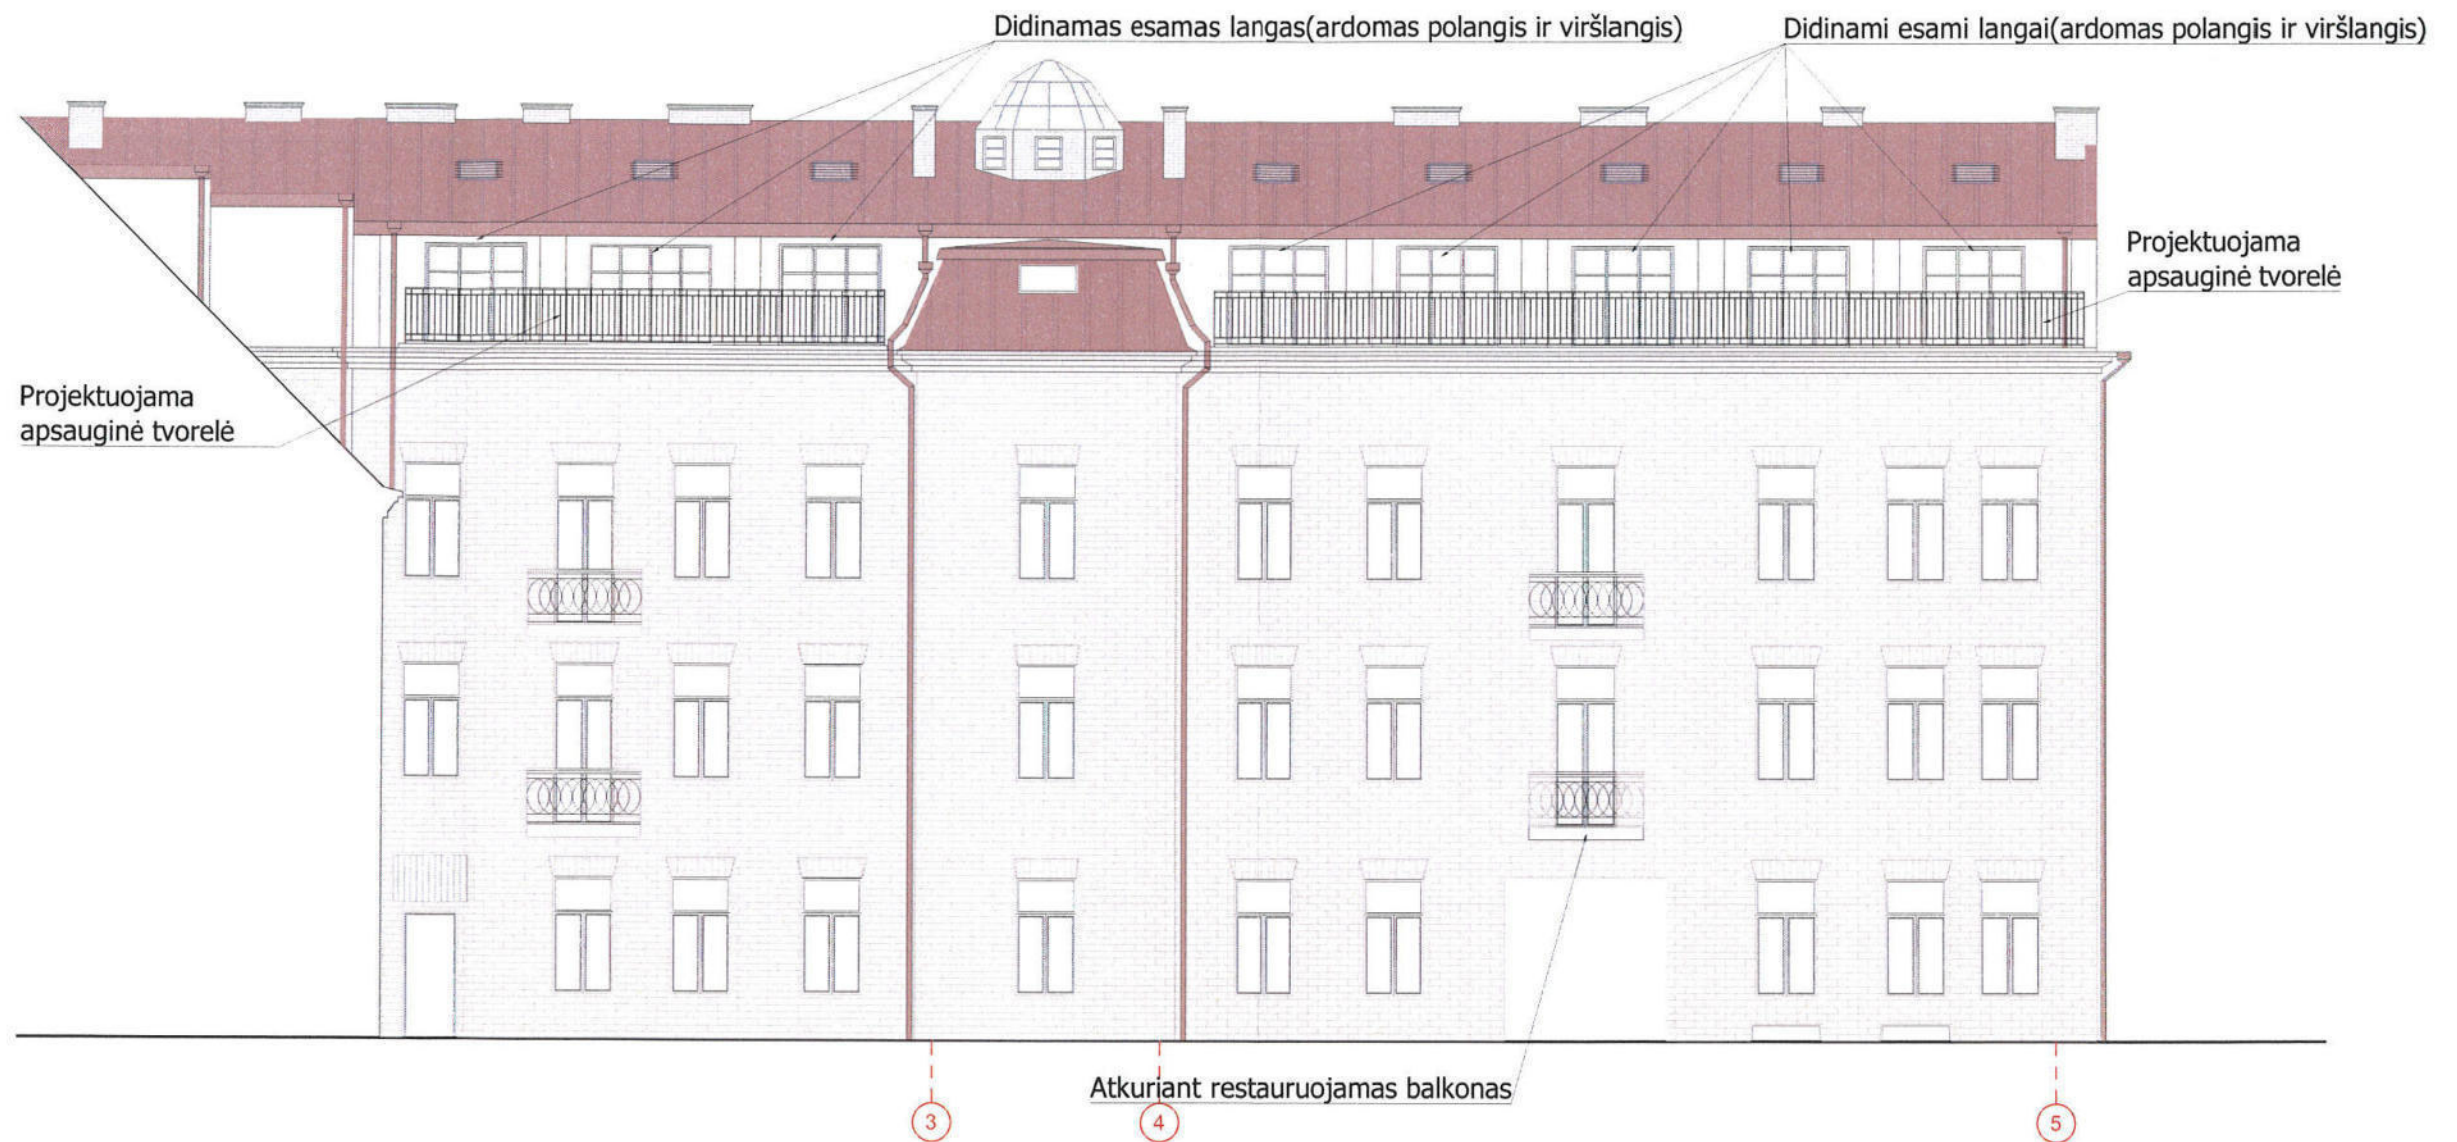 Didinamas esamas langas(ardomas polangis ir viršlangis)
Didinami esami langai(ardomas polangis ir viršlangis)
Projektuojama
apsauginė tvorelė
Projektuojama
apsauginė tvorelė
Atkuriant restauruojamas balkonas
3
4
5